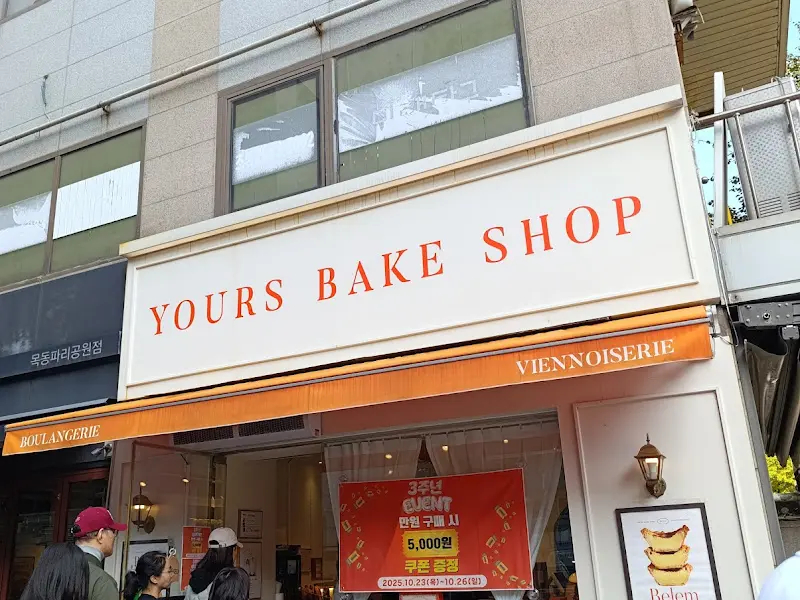 YOURS BAKE SHOP
목동파리공원점
BOULANGERIE
VIENNOISERIE
3주년
EVENT
만원 구매 시
5,000원
쿠폰 증정
2025.10.23(목)~10.26(일)
Belem